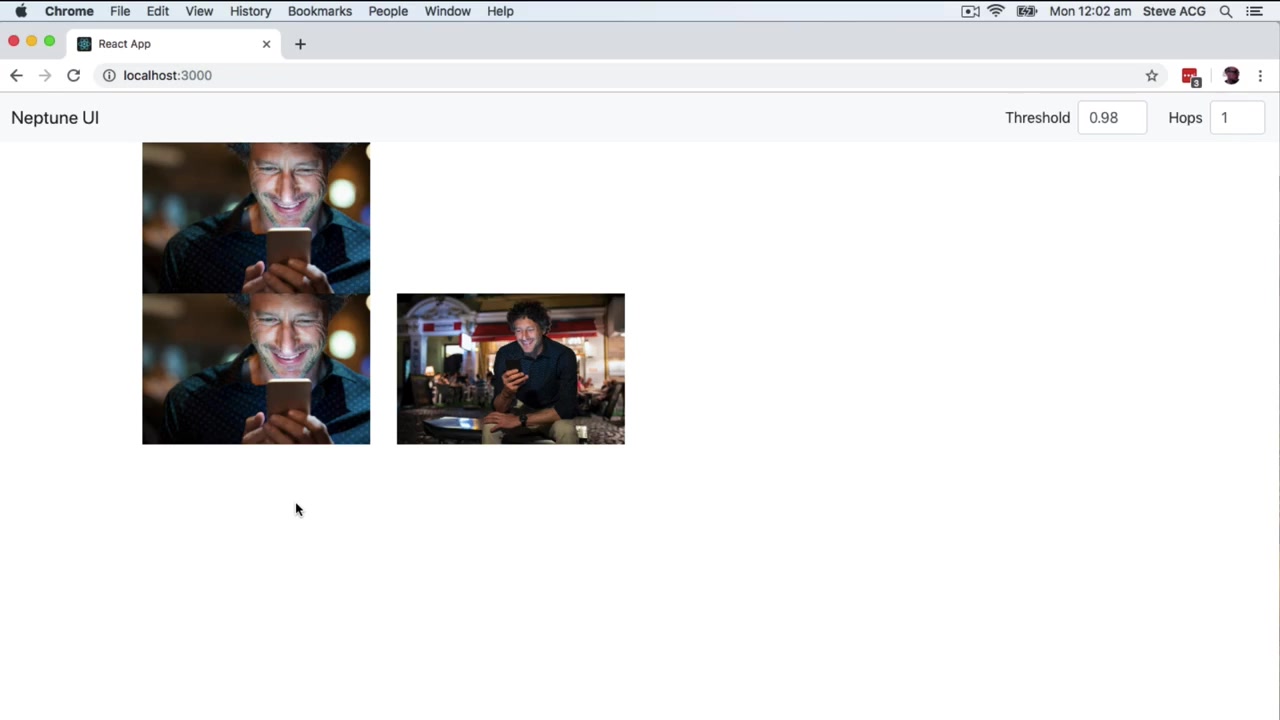 Chrome File Edit View History Bookmarks People Window Help Mon 12:02 am Steve ACG
React App
localhost:3000 3
Neptune UI Threshold 0.98 Hops 1